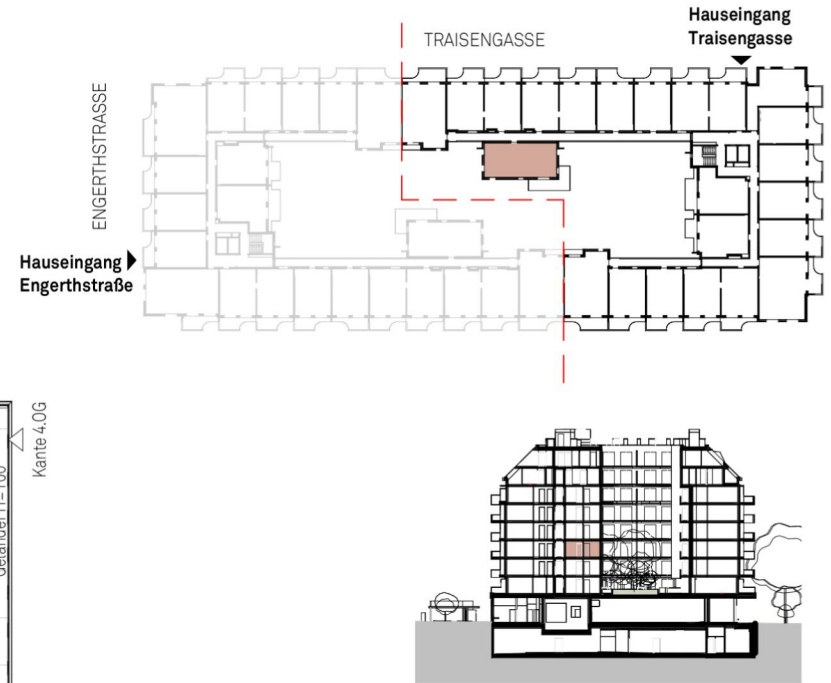 Hauseingang
Traisengasse
TRAISENGASSE
ENGERTHSTRASSE
Hauseingang
Engerthstraße
Kante 4.OG